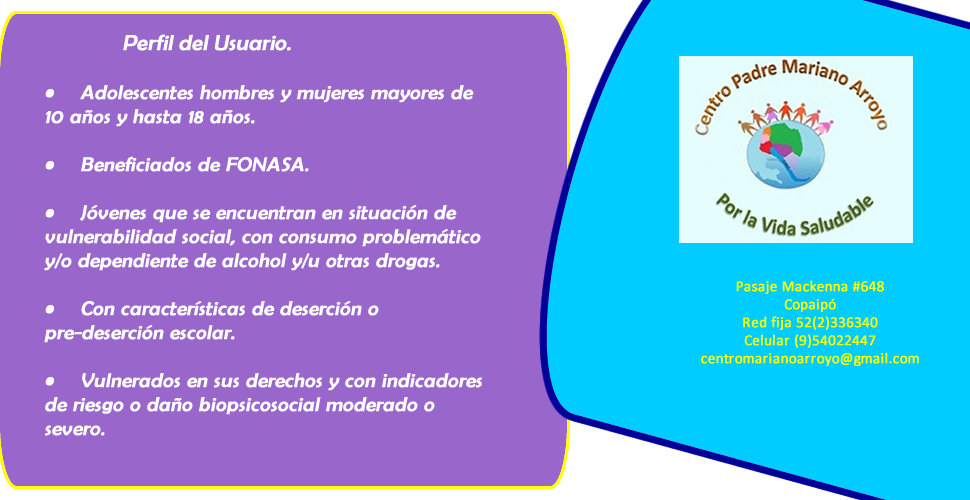 Perfil del Usuario.
• Adolescentes hombres y mujeres mayores de
10 años y hasta 18 años.
• Beneficiados de FONASA.
• Jóvenes que se encuentran en situación de
vulnerabilidad social, con consumo problemático
y/o dependiente de alcohol y/u otras drogas.
• Con características de deserción o
pre-deserción escolar.
• Vulnerados en sus derechos y con indicadores
de riesgo o daño biopsicosocial moderado o
severo.
Centro Padre Mariano Arroyo
Por la Vida Saludable
Pasaje Mackenna #648
Copaipó
Red fija 52(2)336340
Celular (9)54022447
centromarianoarroyo@gmail.com